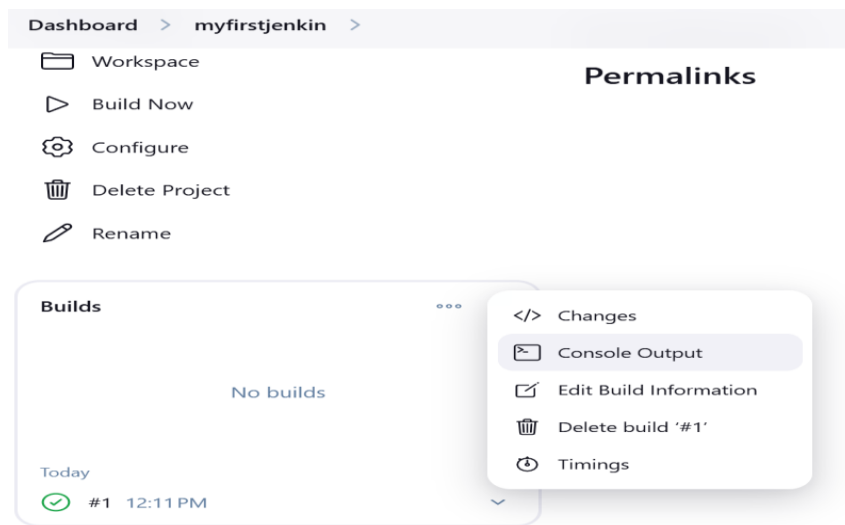 Dashboard > myfirstjenkin >
Workspace
Permalinks
Build Now
Configure
Delete Project
Rename
Builds
No builds
Today
#1 12:11 PM
</> Changes
Console Output
Edit Build Information
Delete build '#1'
Timings